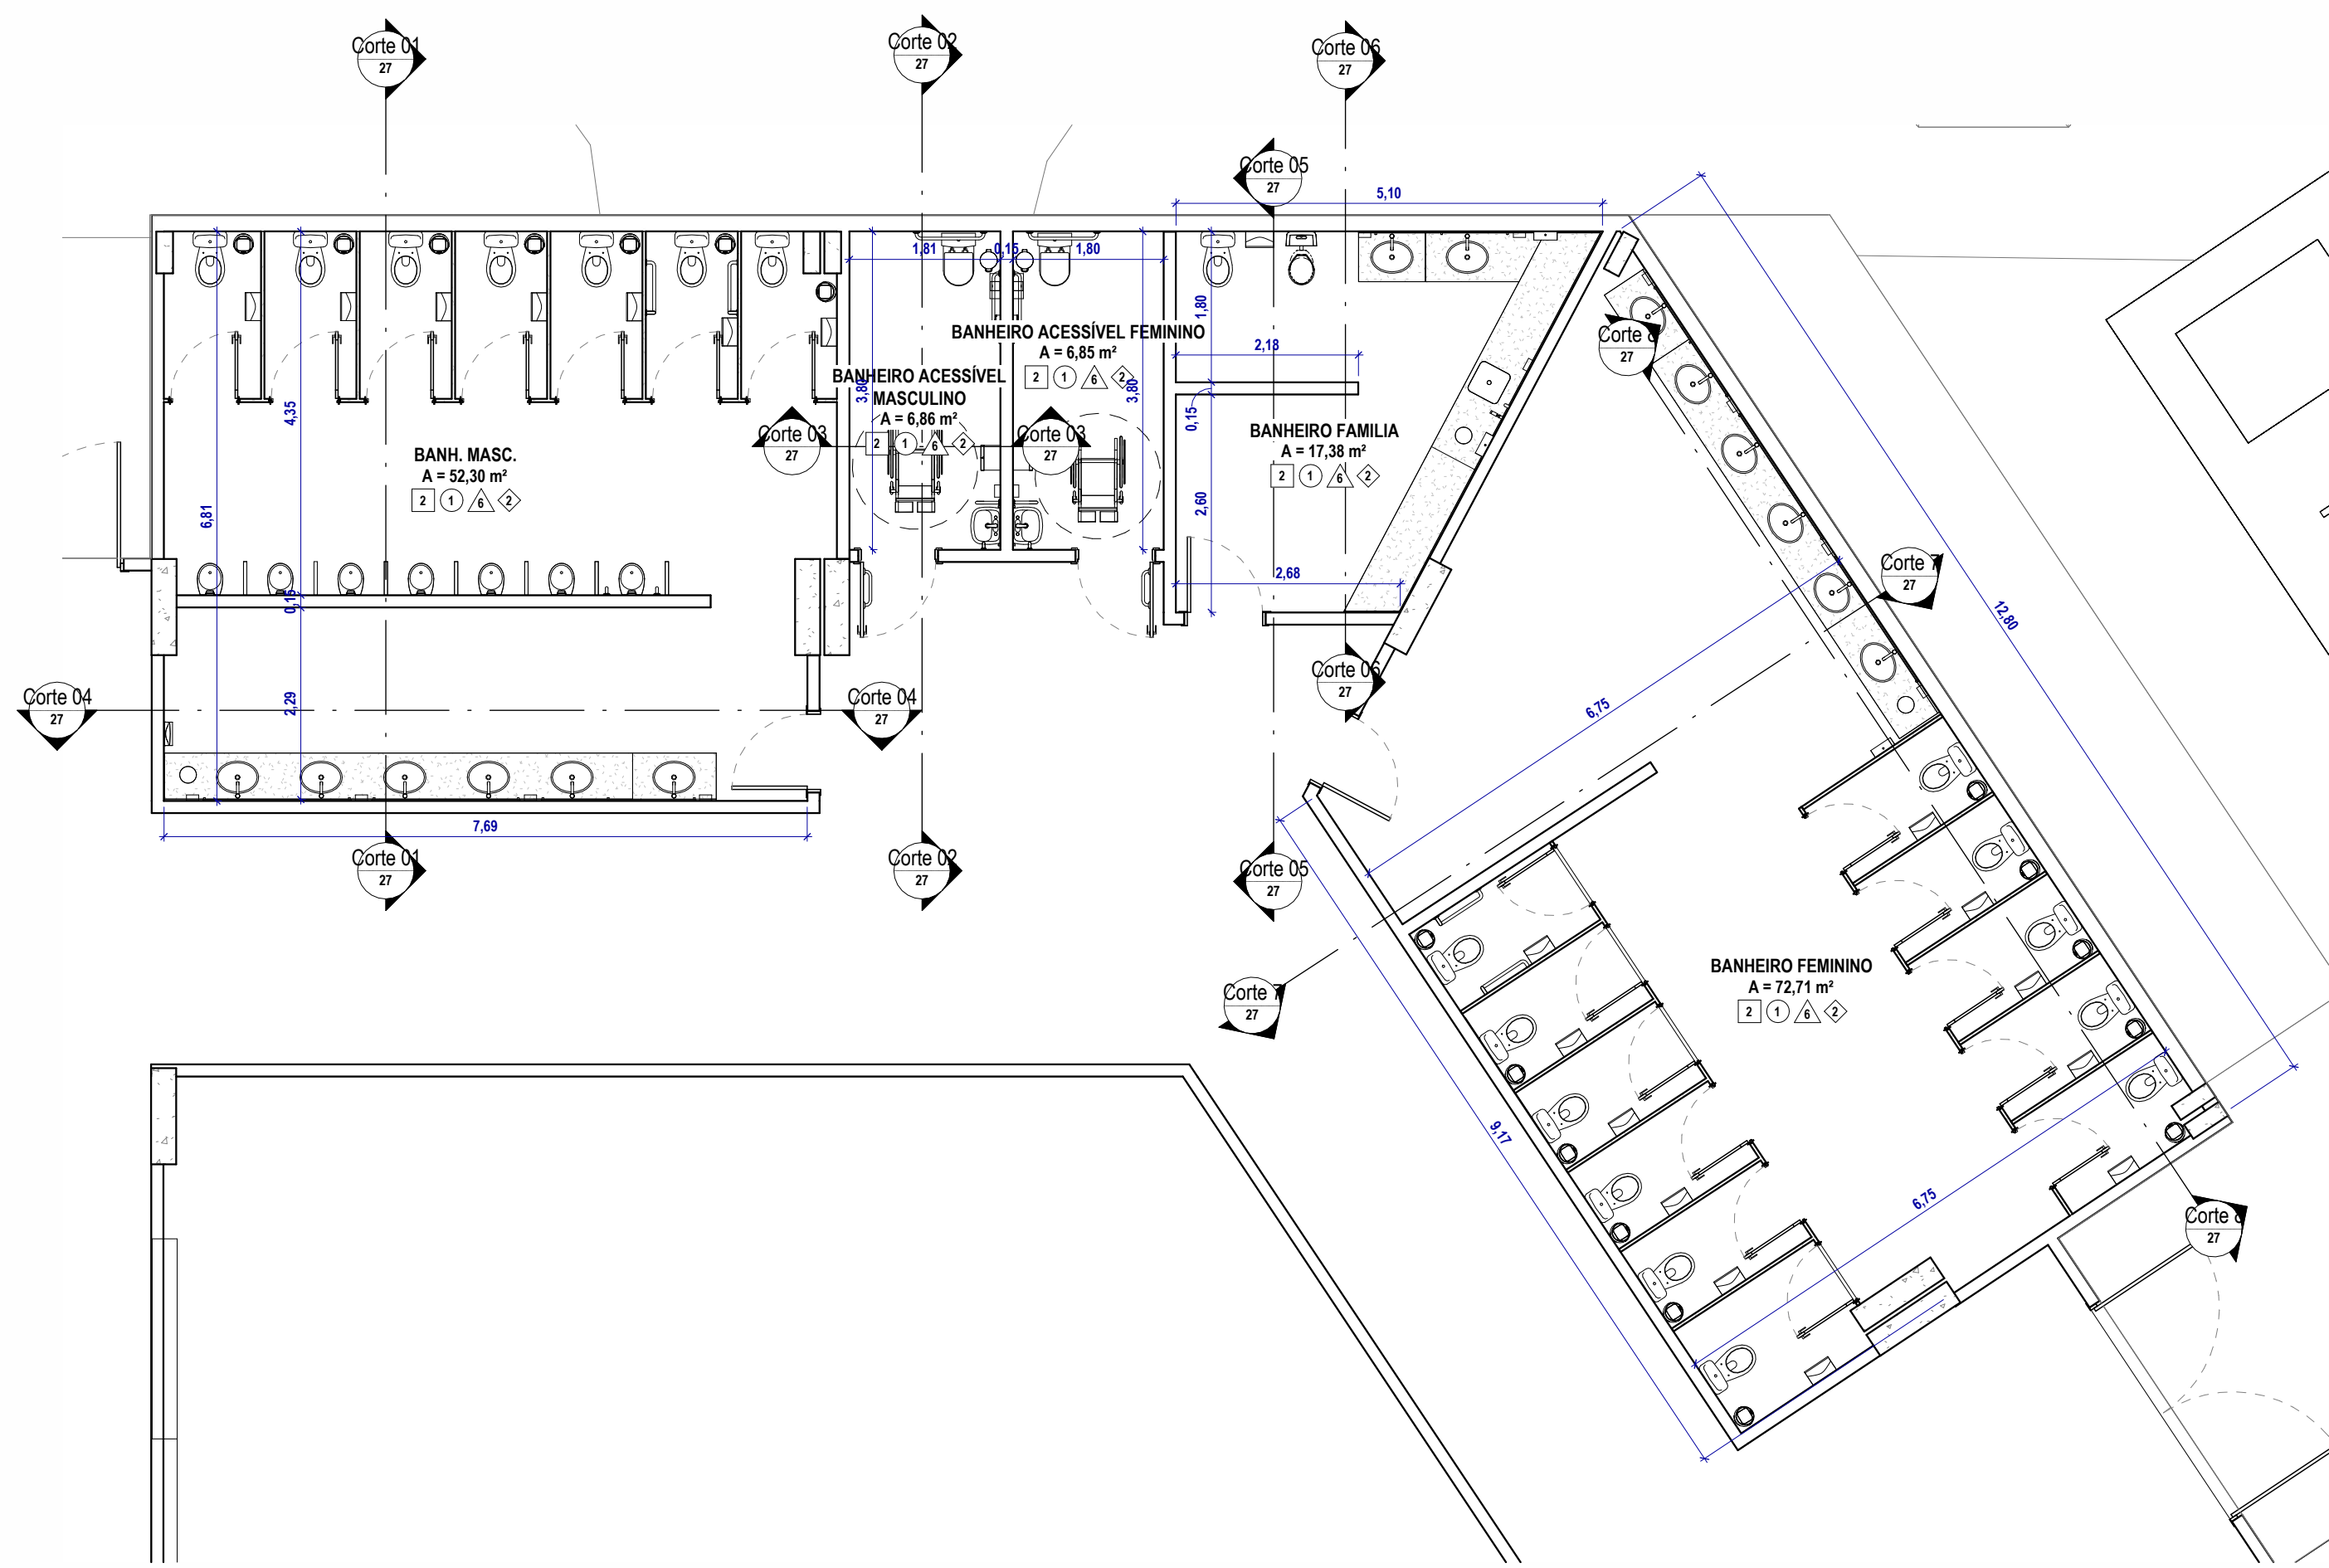 Corte 01
27
Corte 02
27
Corte 06
27
Corte 05
27
5,10
1,81
0,15
1,80
1,80
BANHEIRO ACESSÍVEL FEMININO
A = 6,85 m²
2 1 6 2
2,18
Corte 8
27
BANHEIRO ACESSÍVEL
MASCULINO
A = 6,86 m²
2 1 6 2
3,80
3,80
4,35
0,15
Corte 03
27
Corte 03
27
BANHEIRO FAMILIA
A = 17,38 m²
2 1 6 2
BANH. MASC.
A = 52,30 m²
2 1 6 2
6,81
2,60
2,68
Corte 7
27
12,80
0,15
Corte 06
27
Corte 04
27
2,29
Corte 04
27
6,75
7,69
Corte 01
27
Corte 02
27
Corte 05
27
BANHEIRO FEMININO
A = 72,71 m²
2 1 6 2
Corte 7
27
9,17
6,75
Corte 8
27